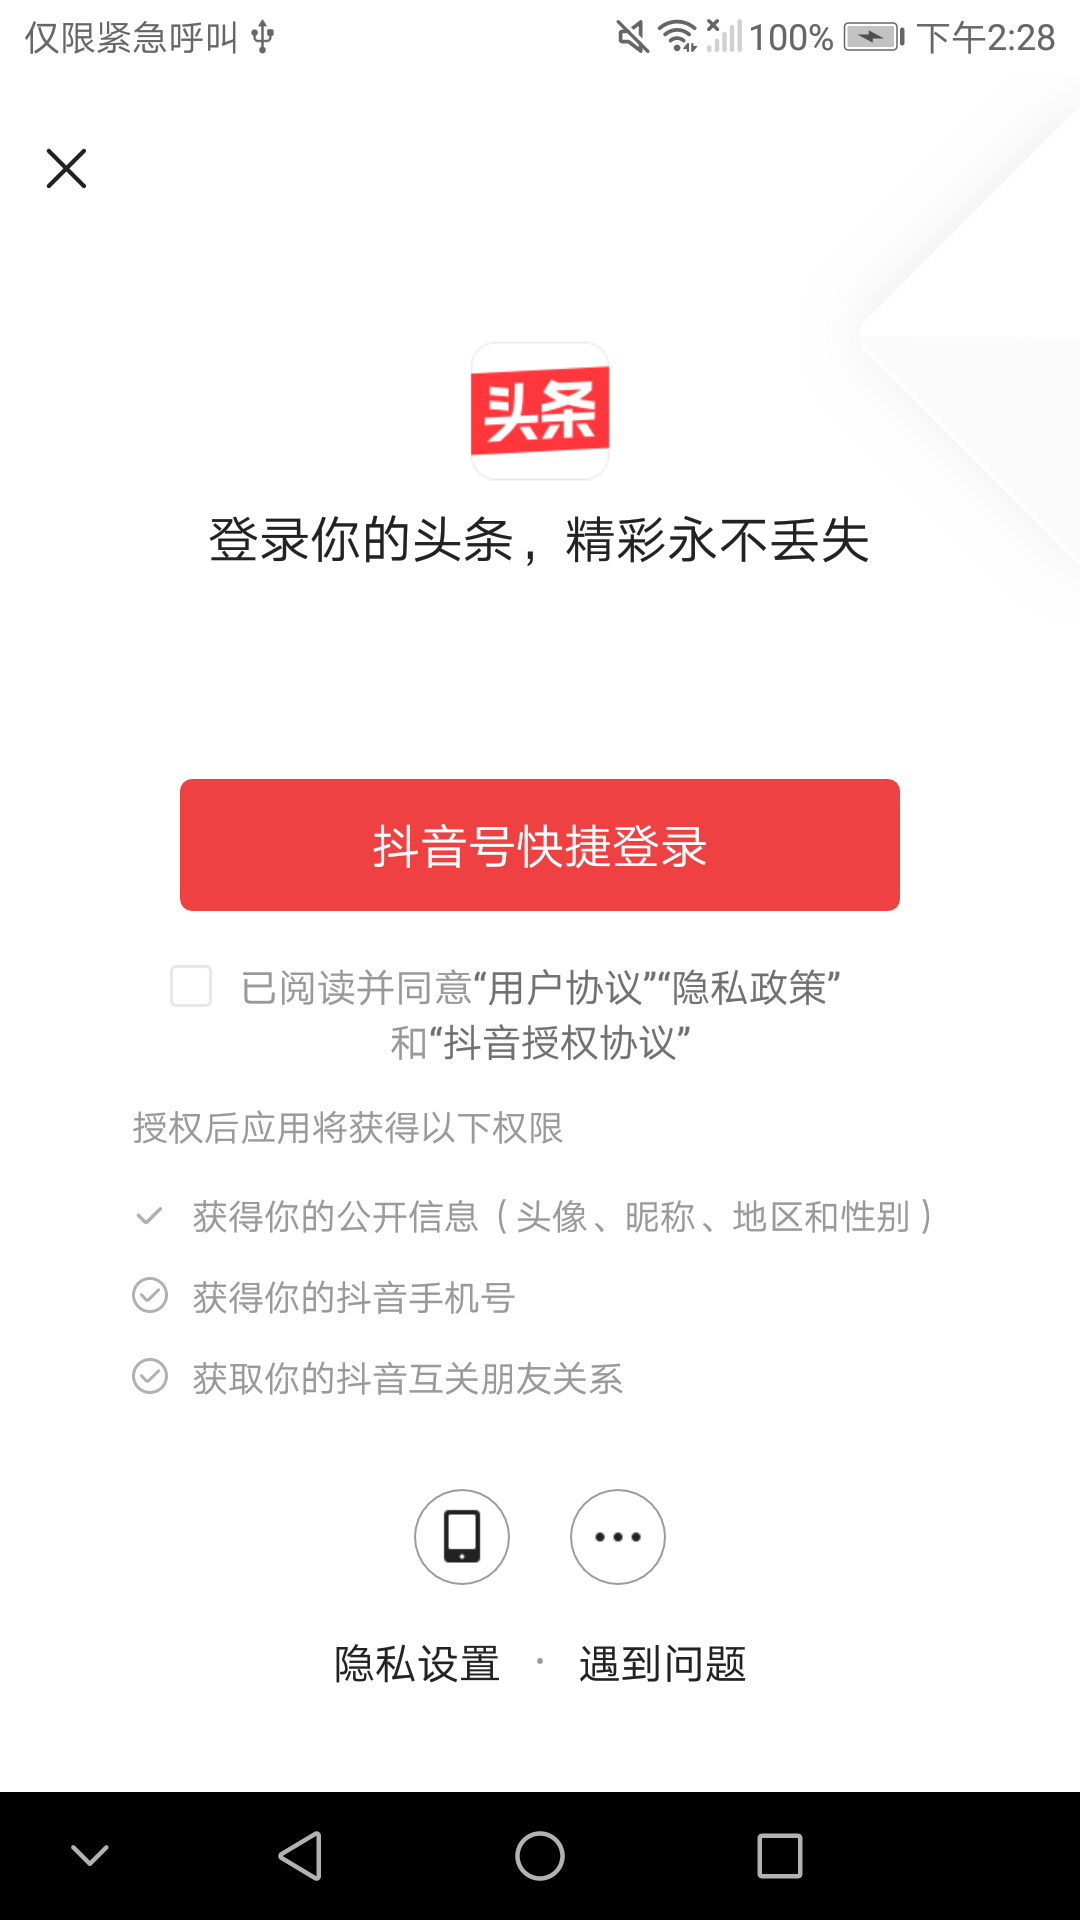 仅限紧急呼叫 100% 下午2:28
头条
登录你的头条，精彩永不丢失
抖音号快捷登录
已阅读并同意“用户协议”“隐私政策”
和“抖音授权协议”
授权后应用将获得以下权限
获得你的公开信息（头像、昵称、地区和性别）
获得你的抖音手机号
获取你的抖音互关朋友关系
隐私设置 · 遇到问题